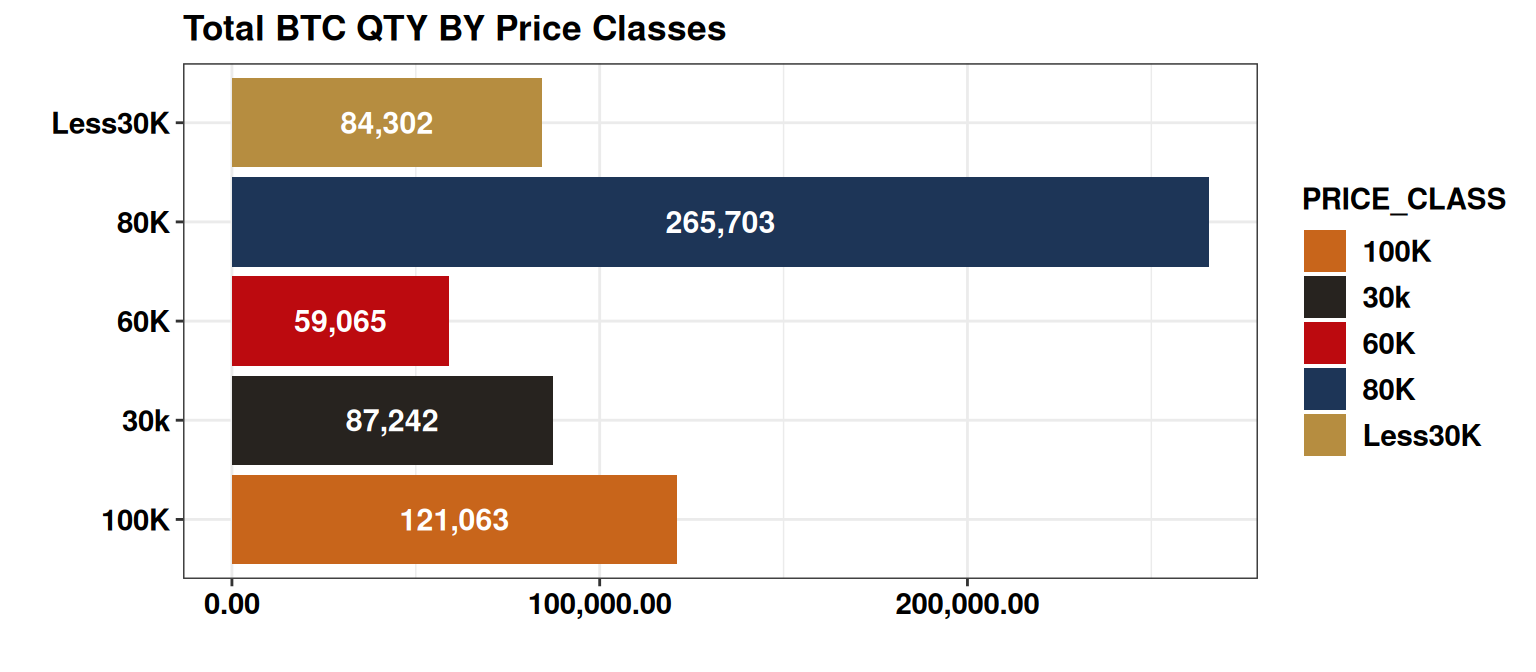 Total BTC QTY BY Price Classes
Less30K
84,302
80K
265,703
60K
59,065
30k
87,242
100K
121,063
0.00
100,000.00
200,000.00
PRICE_CLASS
100K
30k
60K
80K
Less30K